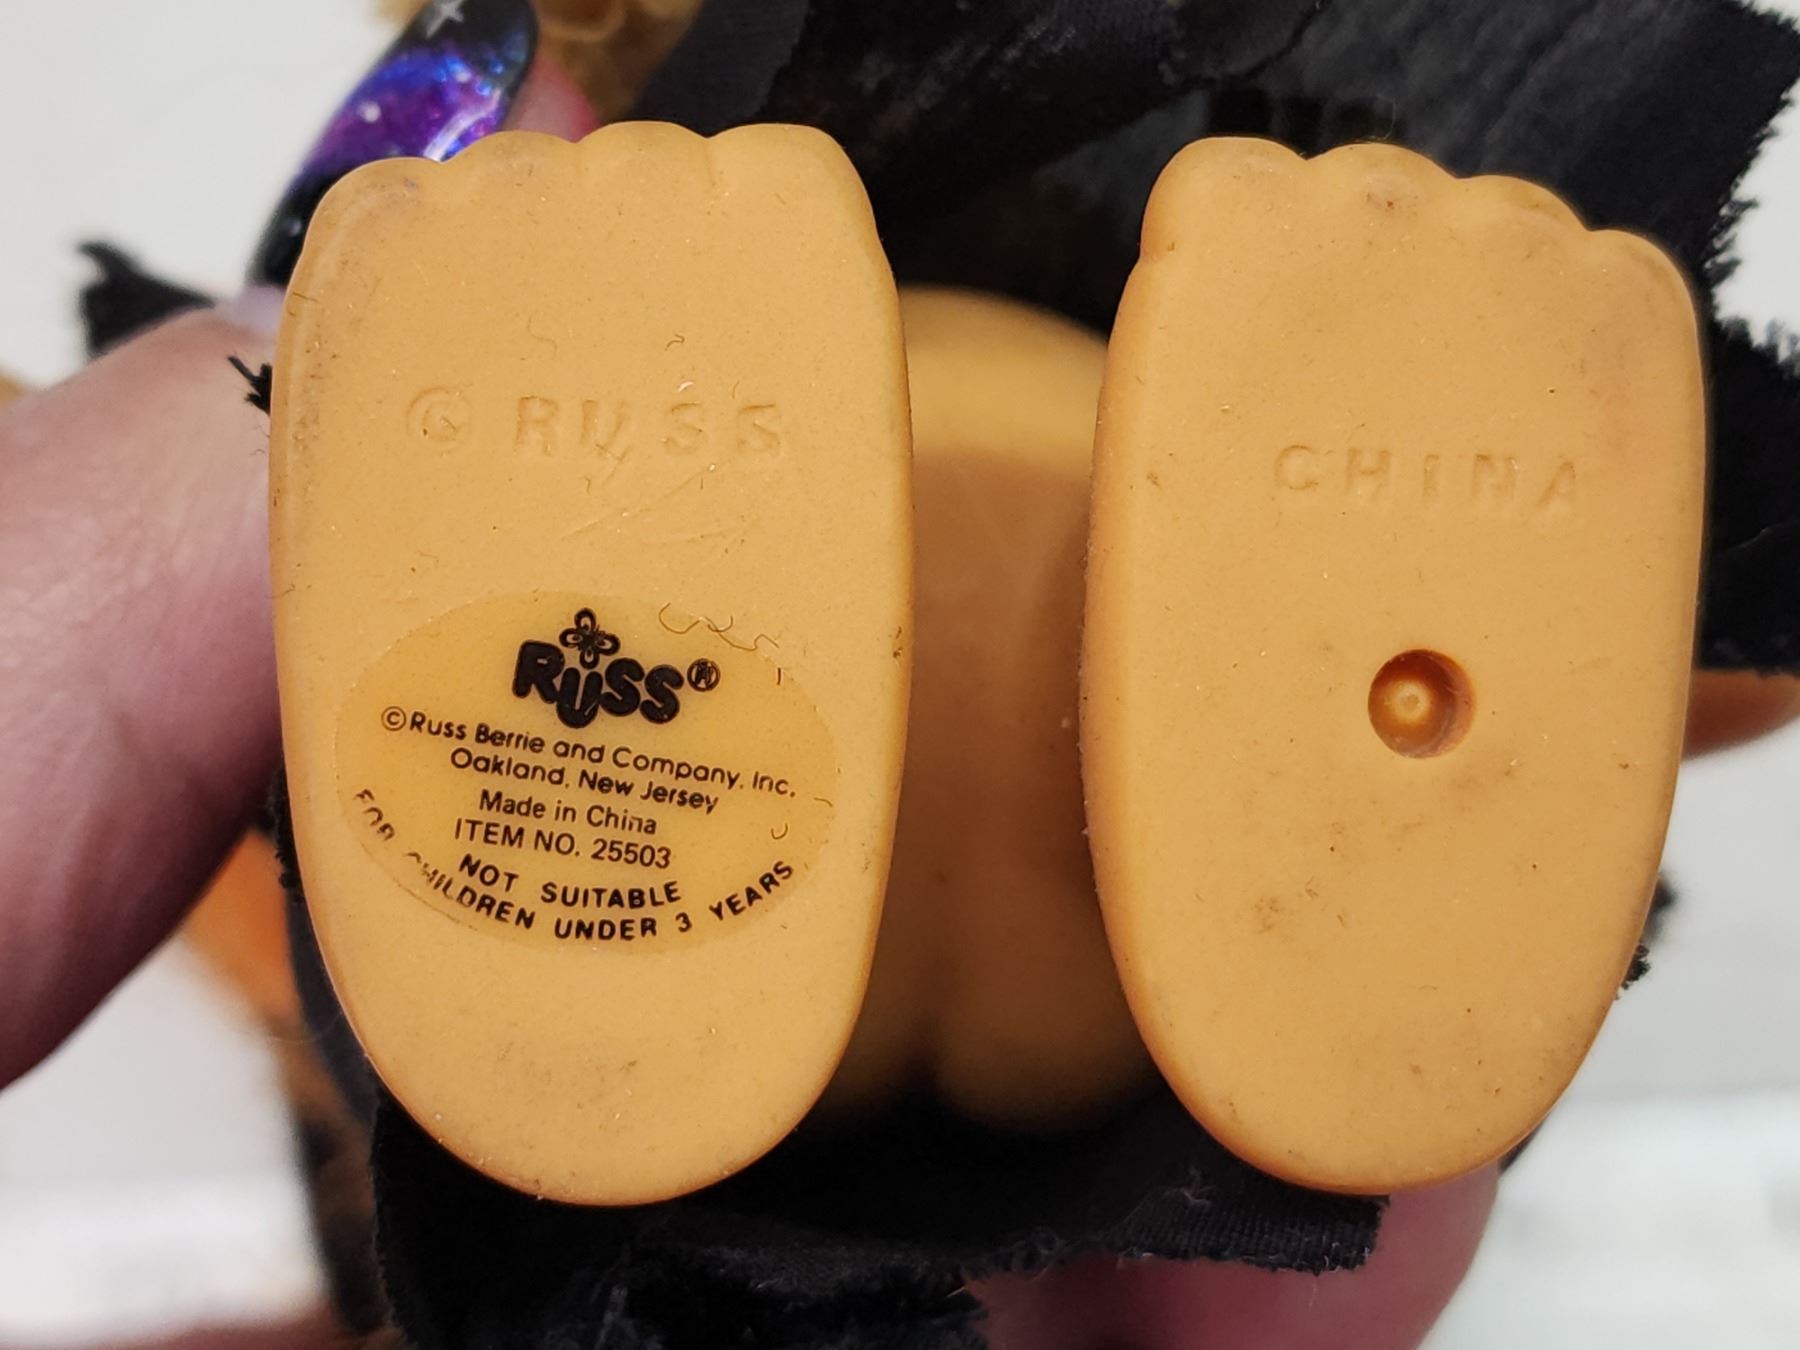 © RUSS
CHINA
RUSS®
©Russ Berrie and Company, Inc.
Oakland, New Jersey
Made in China
ITEM NO. 25503
NOT SUITABLE
FOR CHILDREN UNDER 3 YEARS